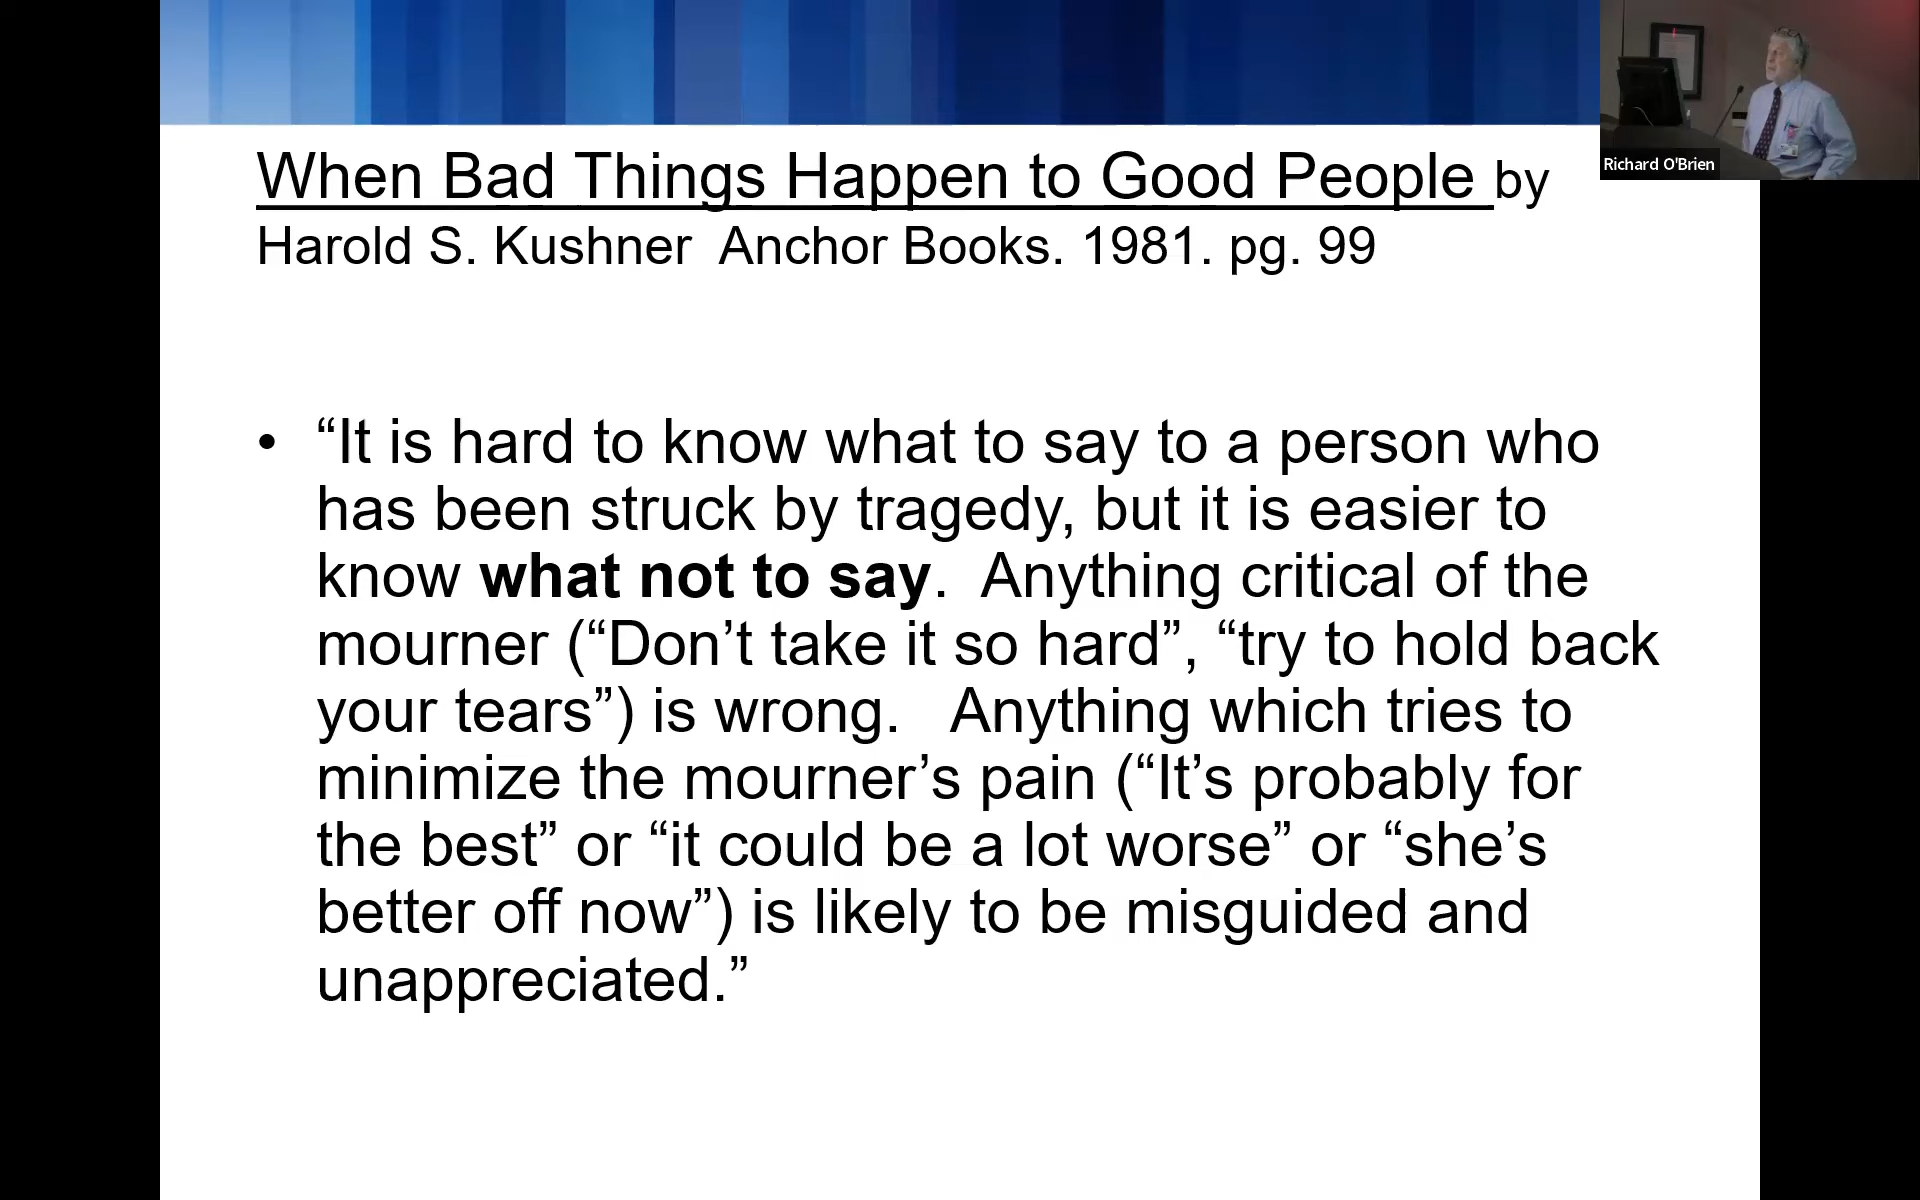 When Bad Things Happen to Good People by
Harold S. Kushner  Anchor Books. 1981. pg. 99
Richard O'Brien
• “It is hard to know what to say to a person who
has been struck by tragedy, but it is easier to
know what not to say.  Anything critical of the
mourner (“Don’t take it so hard”, “try to hold back
your tears”) is wrong.   Anything which tries to
minimize the mourner’s pain (“It’s probably for
the best” or “it could be a lot worse” or “she’s
better off now”) is likely to be misguided and
unappreciated.”